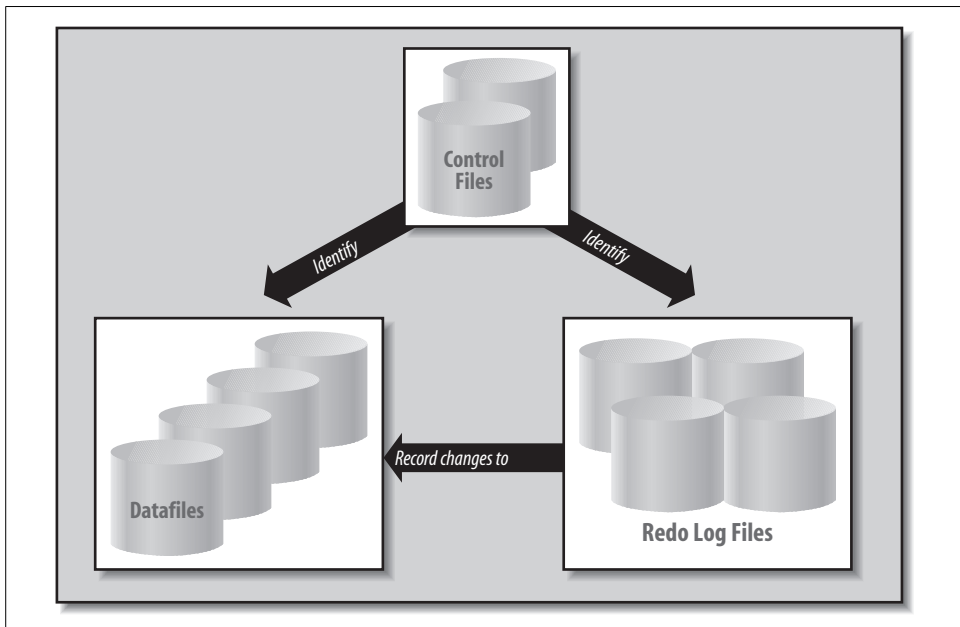 Control
Files
Identify
Identify
Record changes to
Datafiles
Redo Log Files